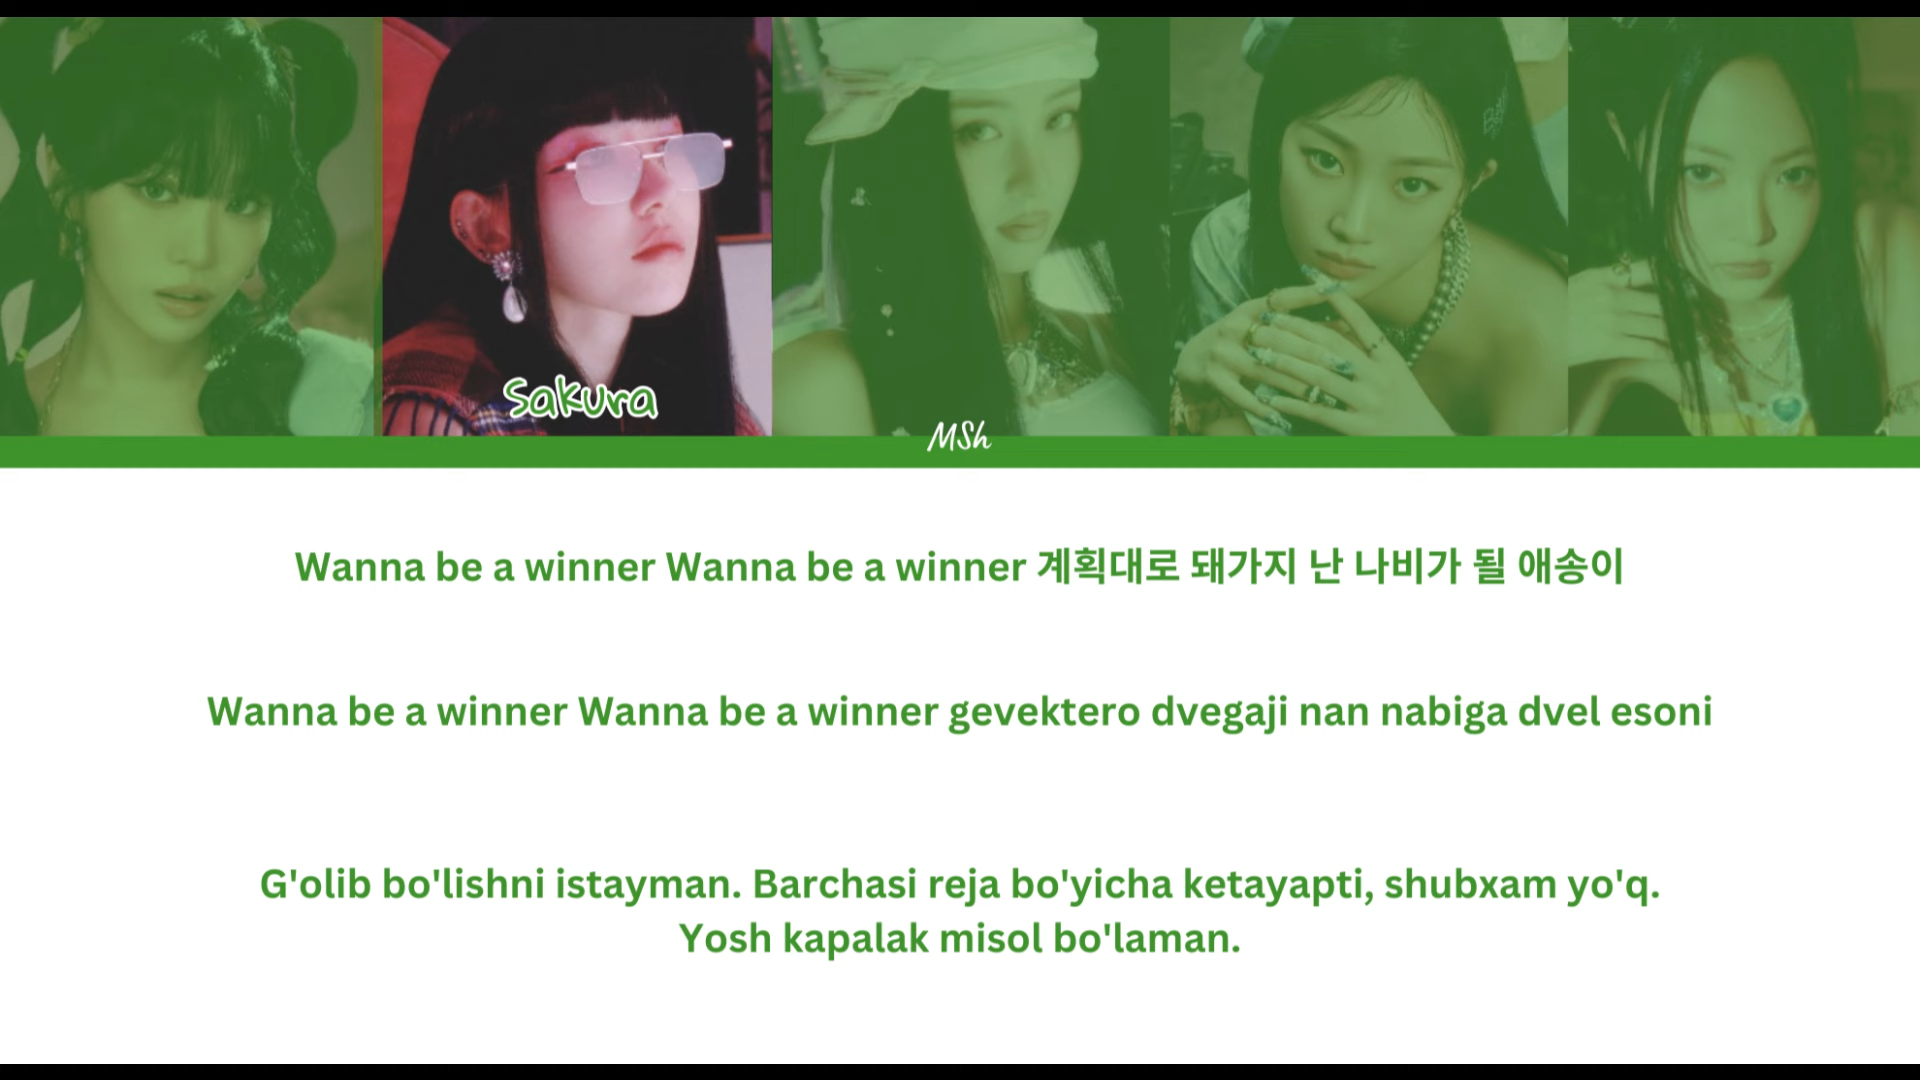 Sakura
MSh
Wanna be a winner Wanna be a winner 계획대로 돼가지 난 나비가 될 애송이
Wanna be a winner Wanna be a winner gevektero dvegaji nan nabiga dvel esoni
G'olib bo'lishni istayman. Barchasi reja bo'yicha ketayapti, shubxam yo'q.
Yosh kapalak misol bo'laman.